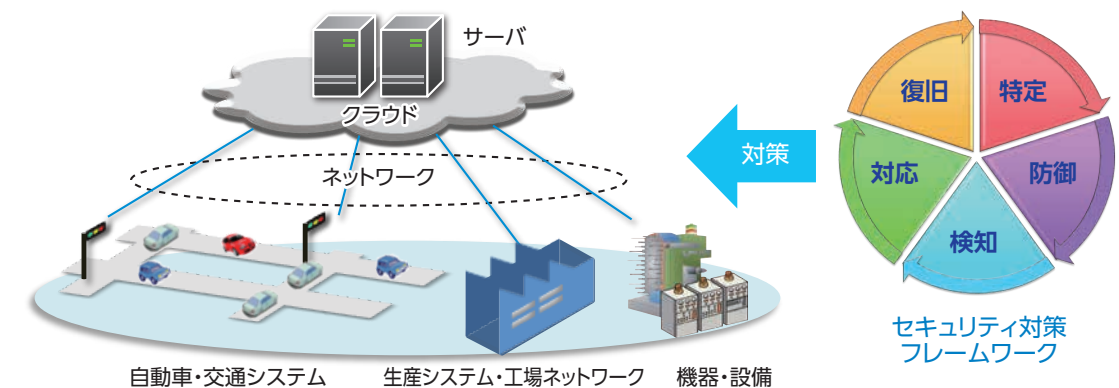 サーバ
クラウド
ネットワーク
自動車・交通システム
生産システム・工場ネットワーク
機器・設備
対策
復旧
特定
対応
防御
検知
セキュリティ対策
フレームワーク